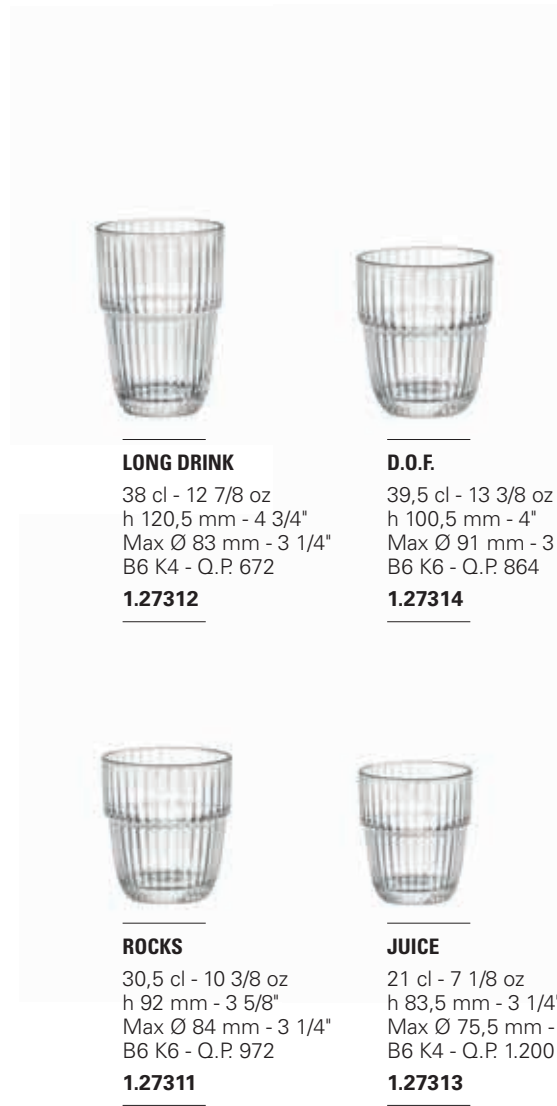 LONG DRINK
38 cl - 12 7/8 oz
h 120,5 mm - 4 3/4"
Max Ø 83 mm - 3 1/4"
B6 K4 - Q.P. 672
1.27312
D.O.F.
39,5 cl - 13 3/8 oz
h 100,5 mm - 4"
Max Ø 91 mm - 3
B6 K6 - Q.P. 864
1.27314
ROCKS
30,5 cl - 10 3/8 oz
h 92 mm - 3 5/8"
Max Ø 84 mm - 3 1/4"
B6 K6 - Q.P. 972
1.27311
JUICE
21 cl - 7 1/8 oz
h 83,5 mm - 3 1/4"
Max Ø 75,5 mm -
B6 K4 - Q.P. 1.200
1.27313